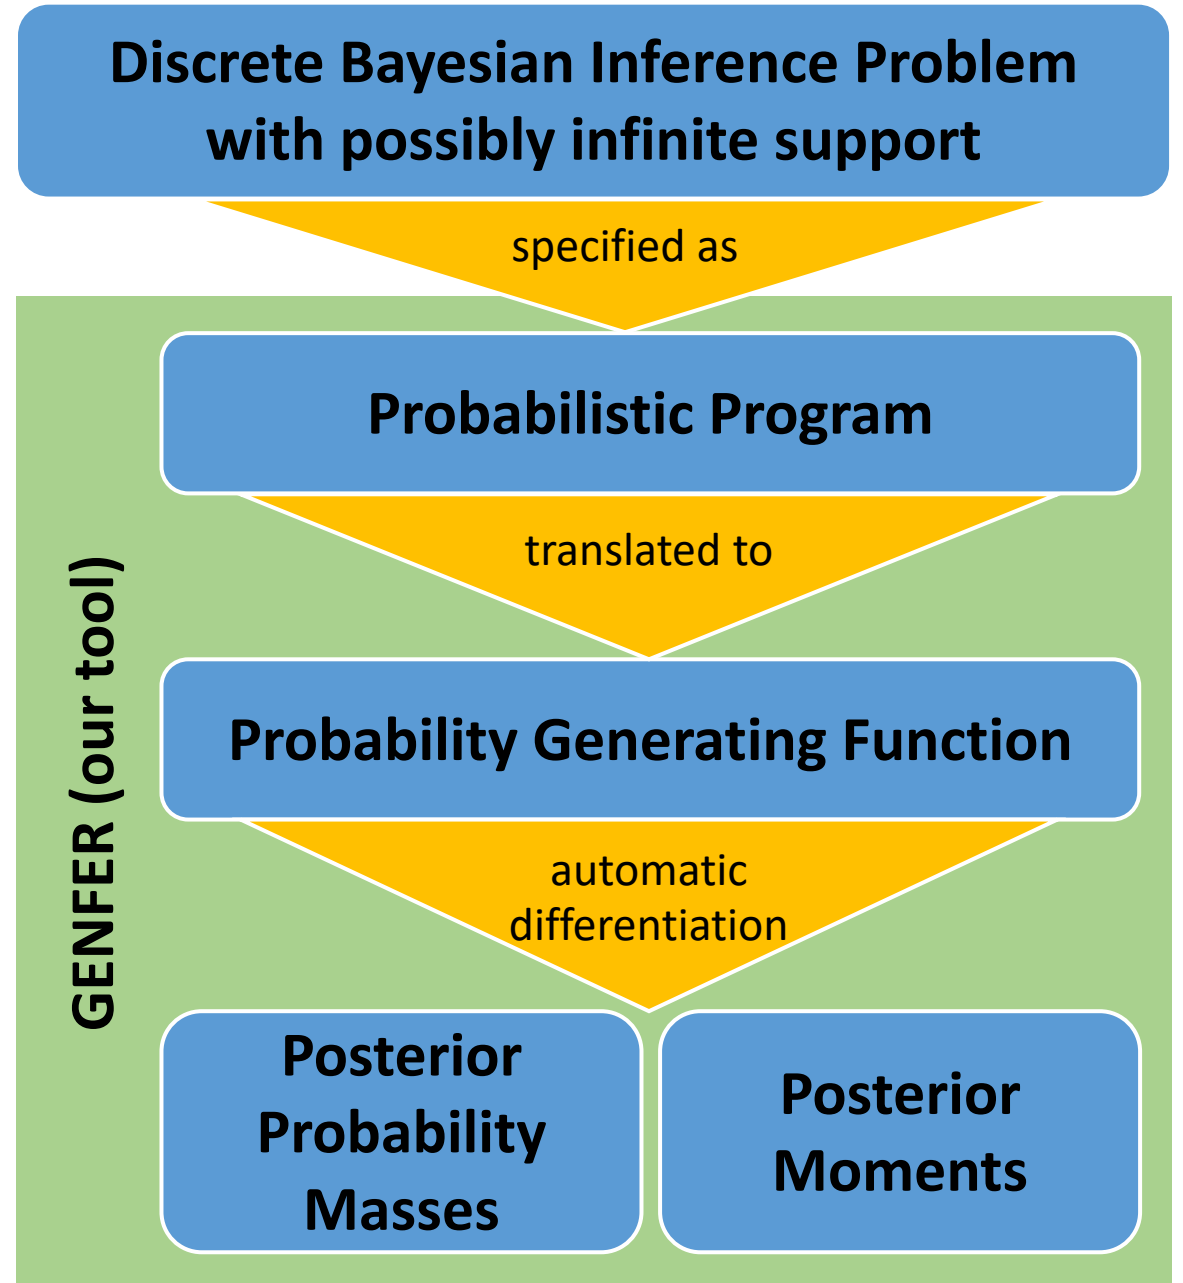 Discrete Bayesian Inference Problem
with possibly infinite support
specified as
Probabilistic Program
translated to
GENFER (our tool)
Probability Generating Function
automatic
differentiation
Posterior
Probability
Masses
Posterior
Moments